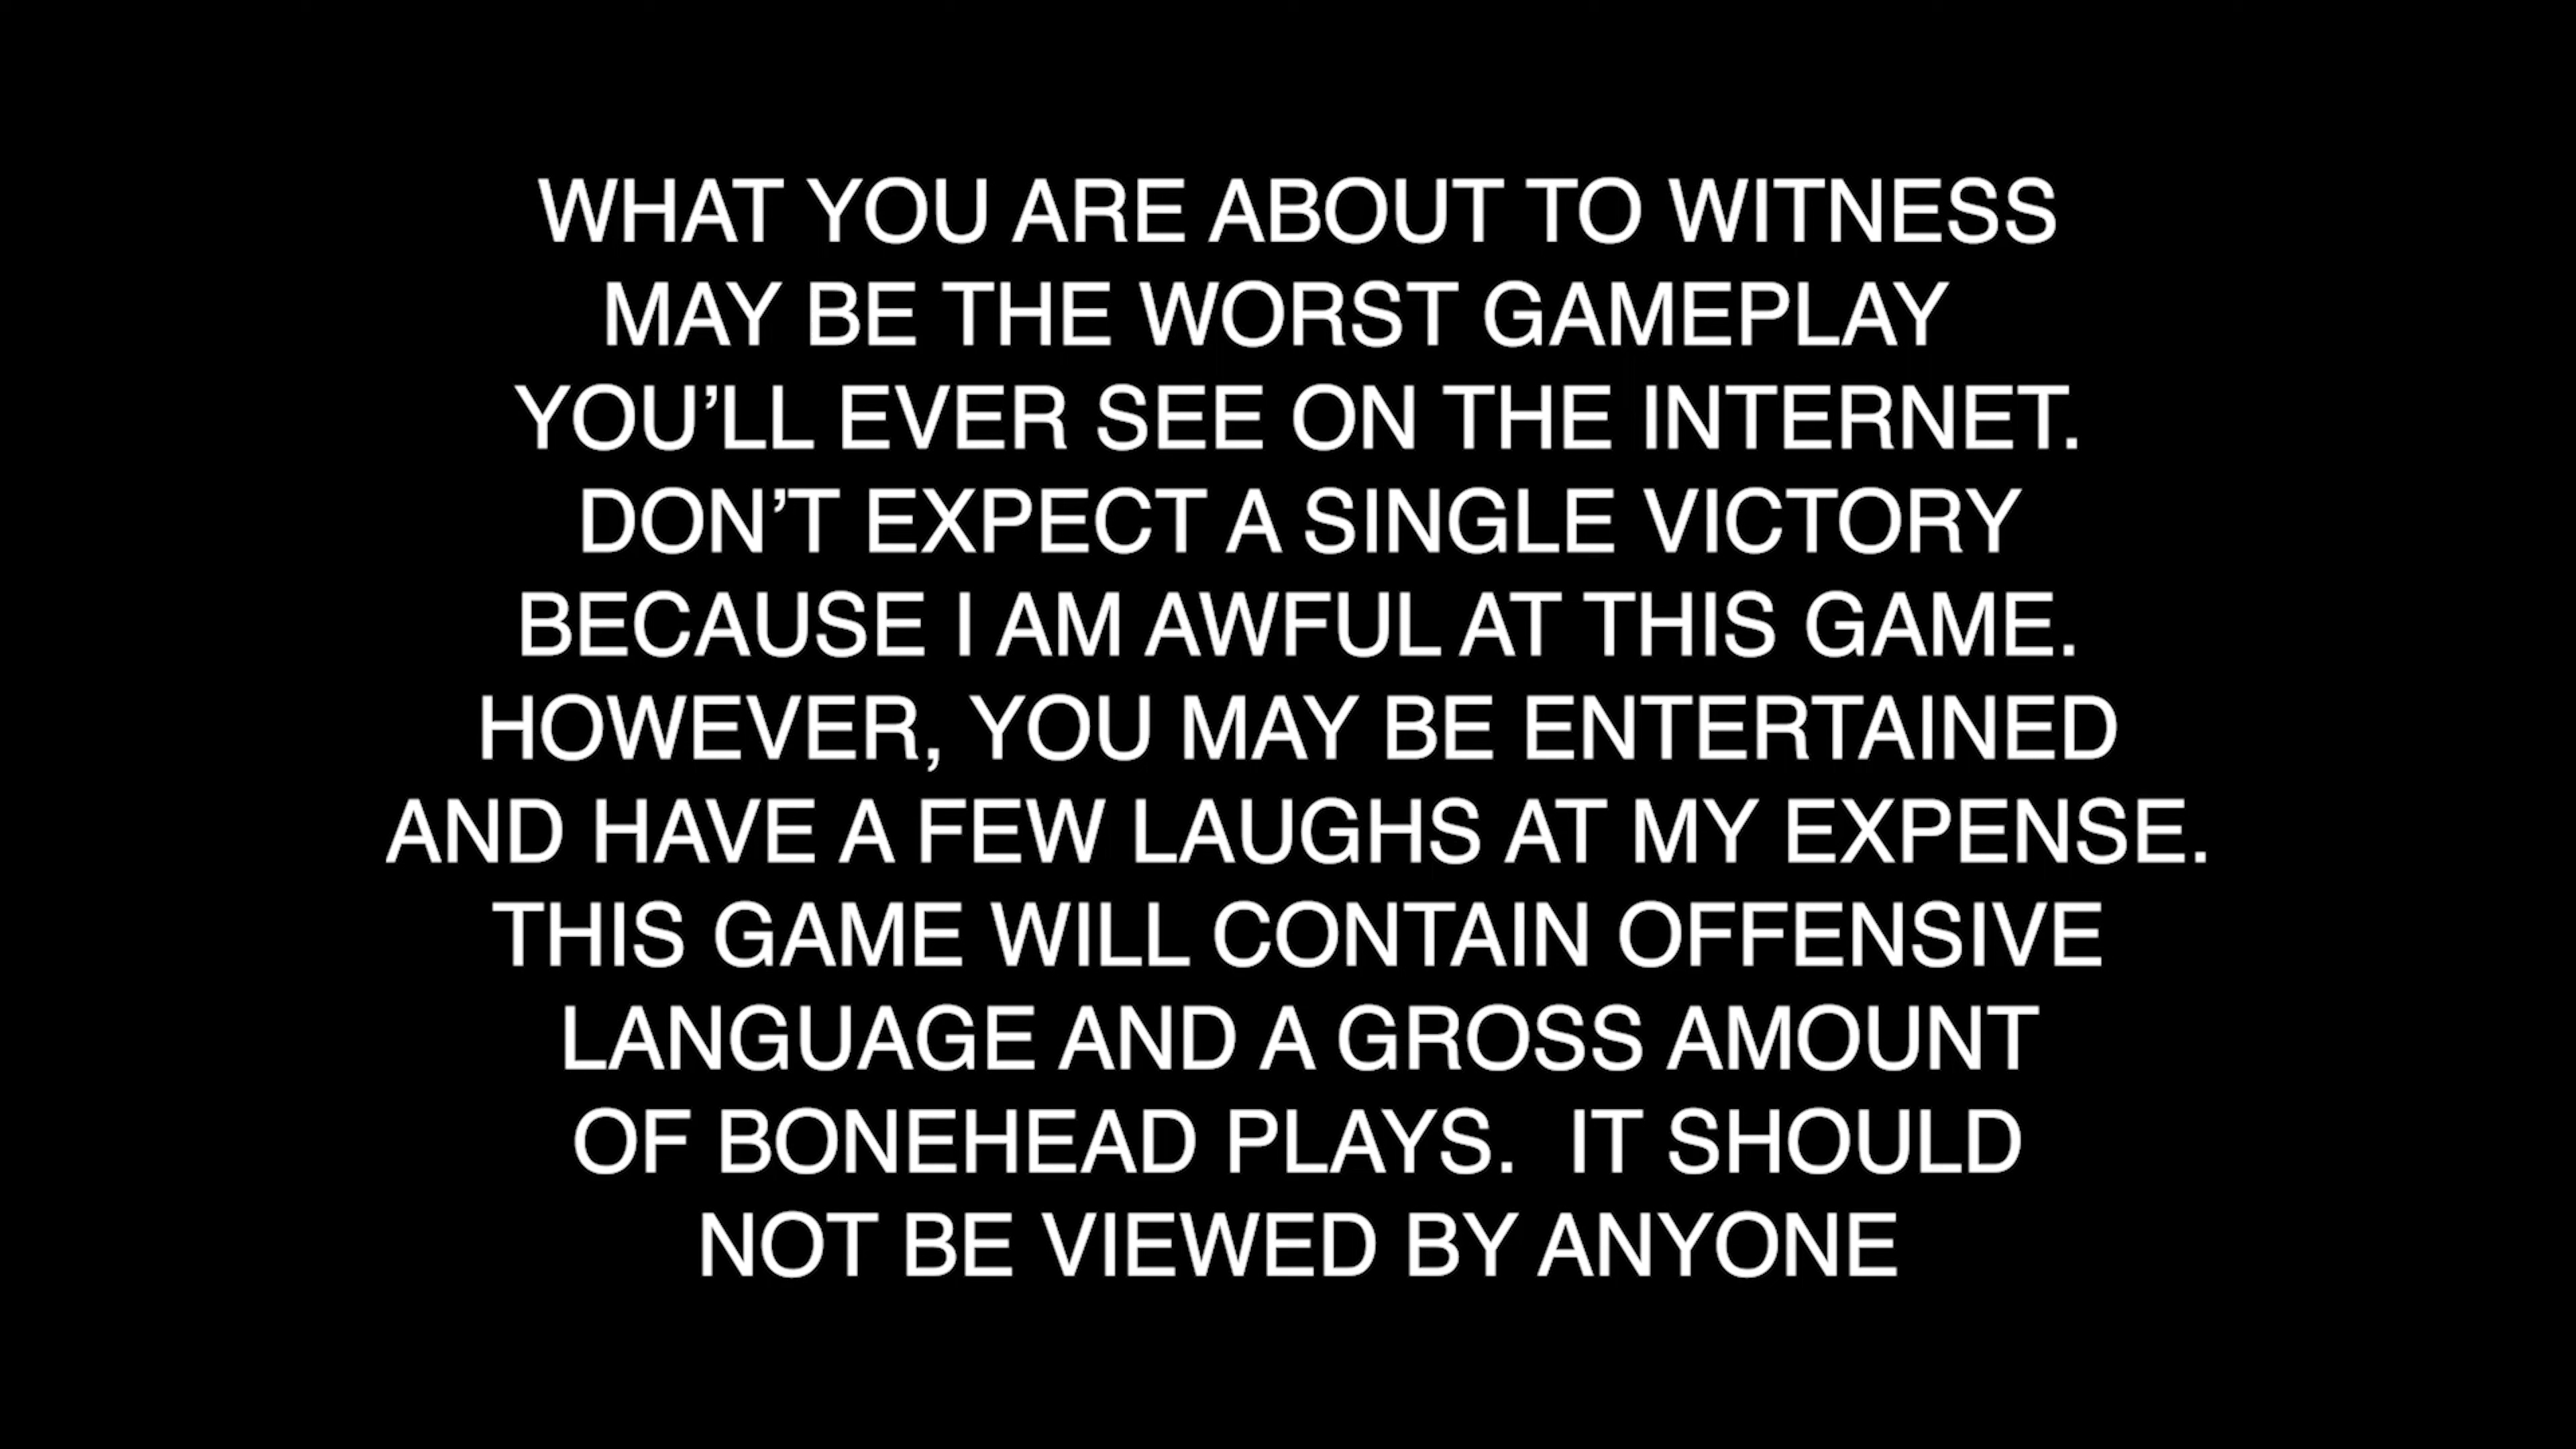 WHAT YOU ARE ABOUT TO WITNESS
MAY BE THE WORST GAMEPLAY
YOU’LL EVER SEE ON THE INTERNET.
DON’T EXPECT A SINGLE VICTORY
BECAUSE I AM AWFUL AT THIS GAME.
HOWEVER, YOU MAY BE ENTERTAINED
AND HAVE A FEW LAUGHS AT MY EXPENSE.
THIS GAME WILL CONTAIN OFFENSIVE
LANGUAGE AND A GROSS AMOUNT
OF BONEHEAD PLAYS.  IT SHOULD
NOT BE VIEWED BY ANYONE